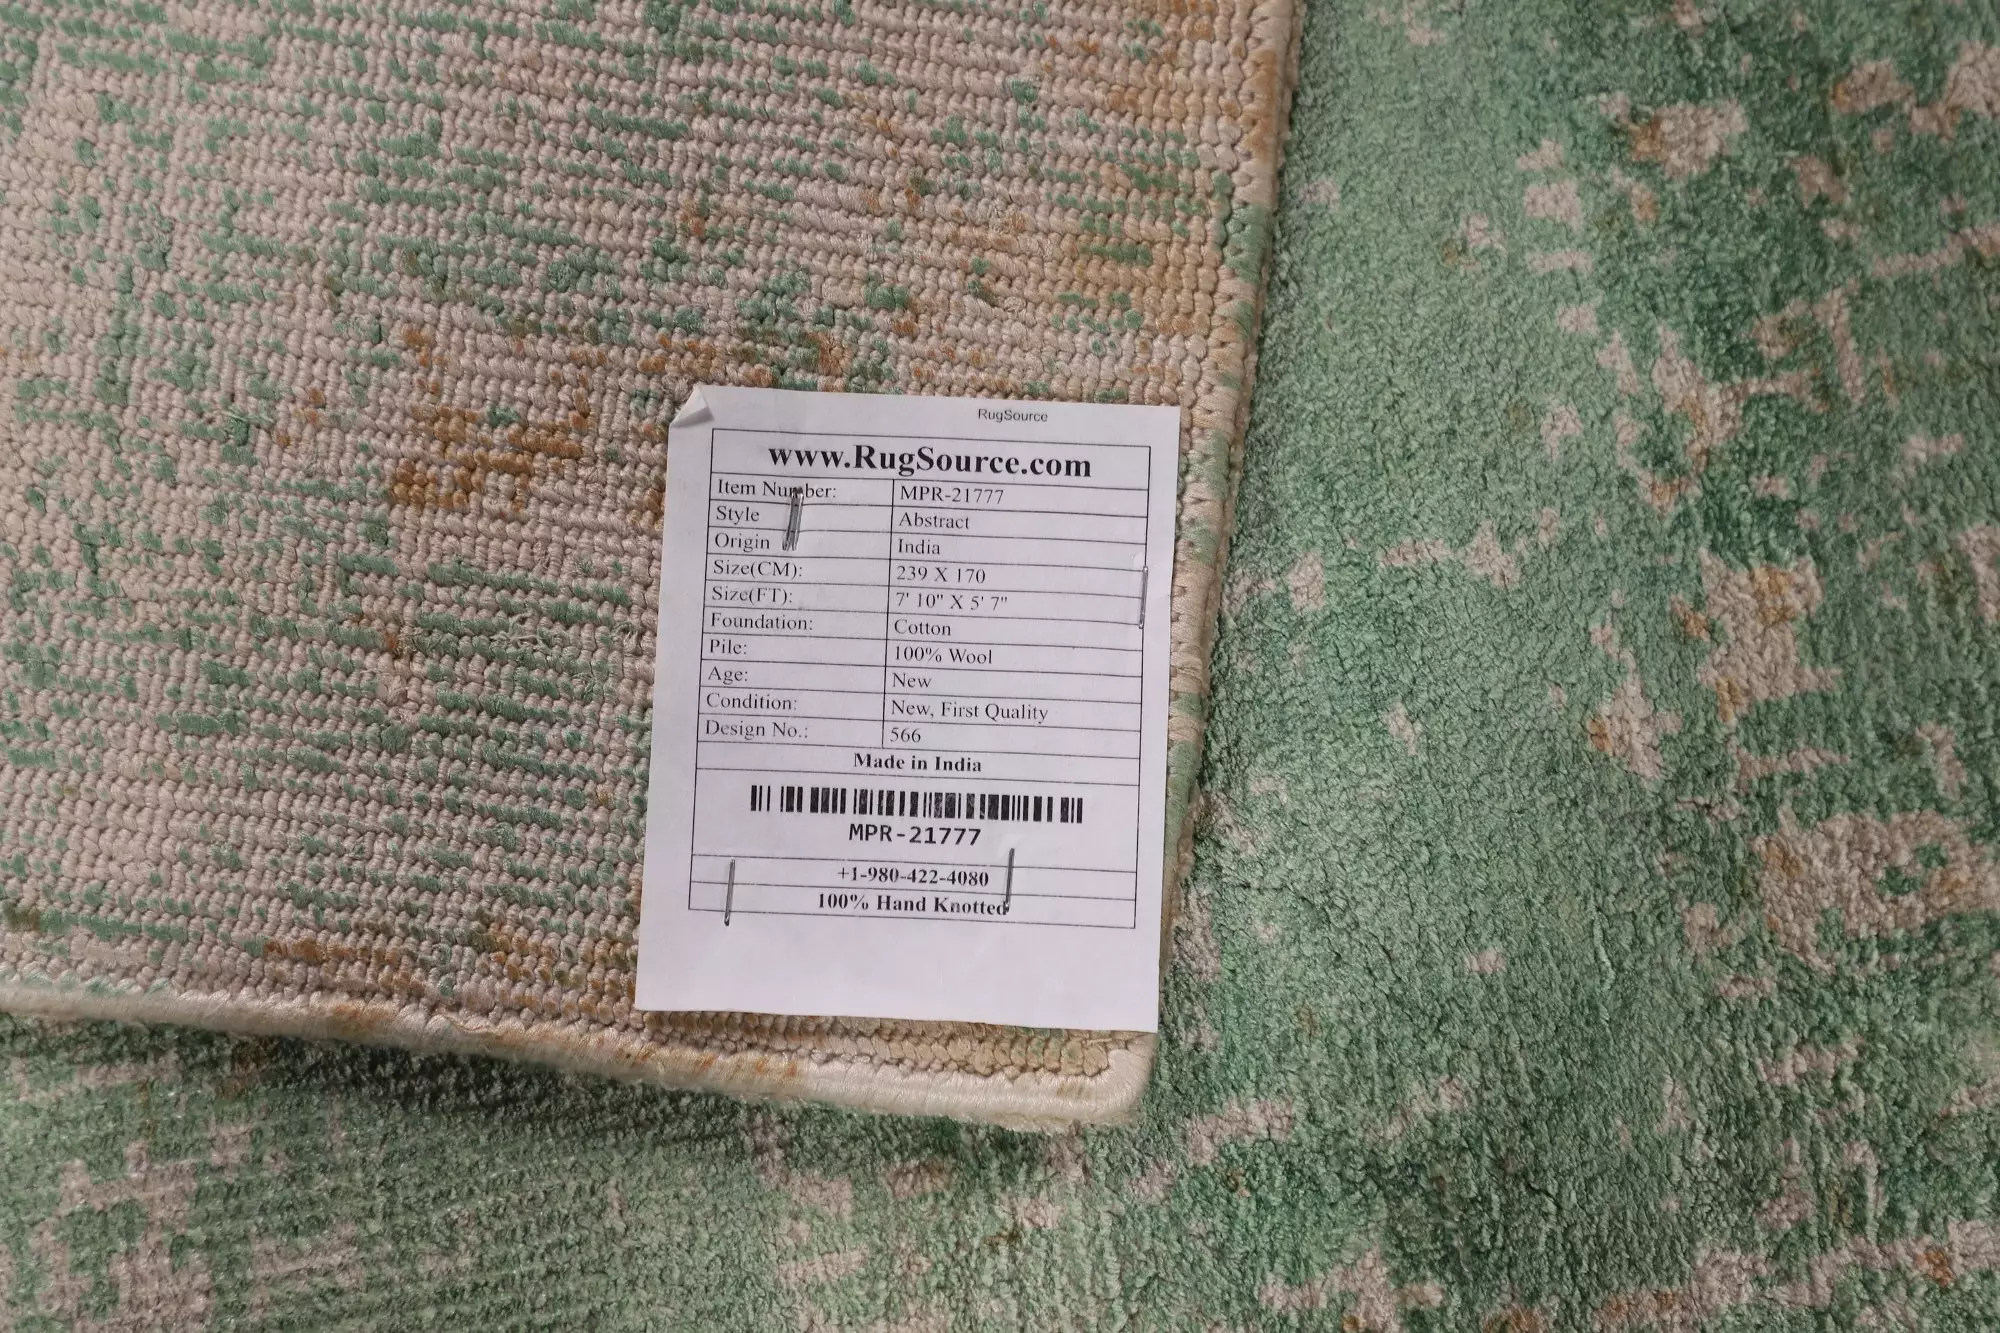 RugSource
www.RugSource.com
Item Number: MPR-21777
Style Abstract
Origin India
Size(CM): 239 X 170
Size(FT): 7' 10" X 5' 7"
Foundation: Cotton
Pile: 100% Wool
Age: New
Condition: New, First Quality
Design No.: 566
Made in India
MPR-21777
+1-980-422-4080
100% Hand Knotted